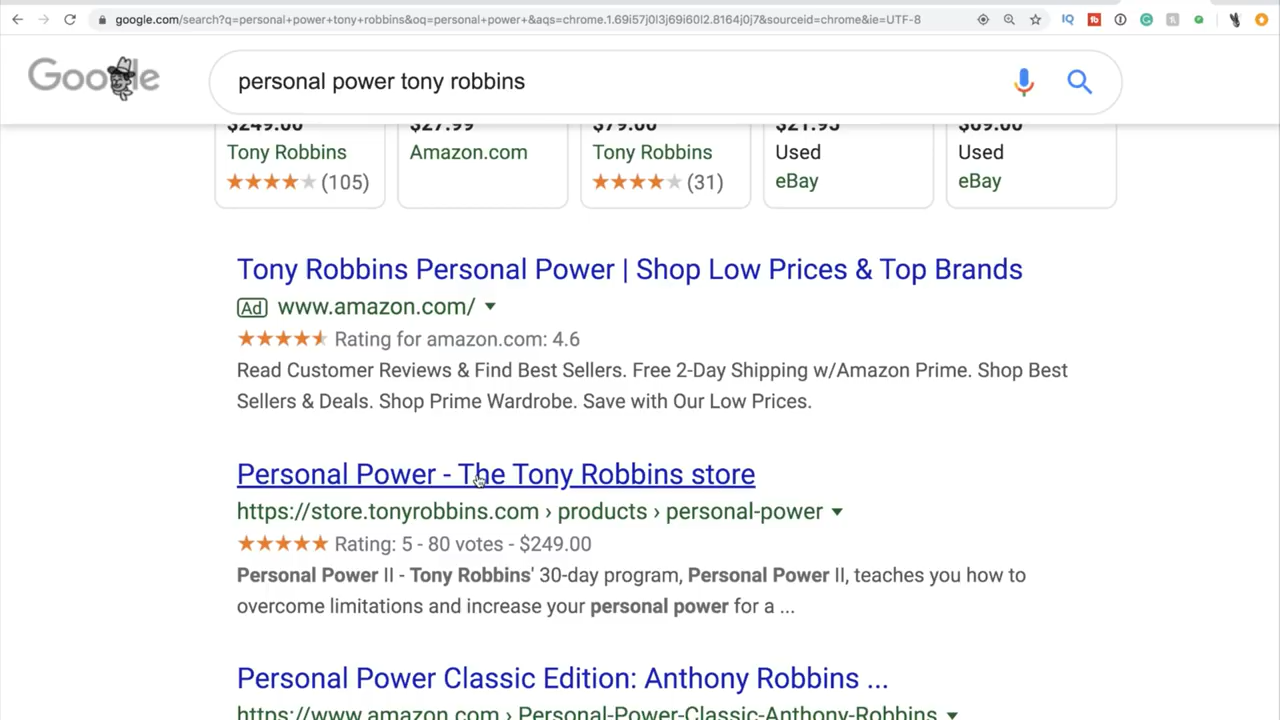 google.com/search?q=personal+power+tony+robbins&oq=personal+power+&aqs=chrome.1.69i57j0l3j69i60l2.8164j0j7&sourceid=chrome&ie=UTF-8
Google
personal power tony robbins
$249.00 $27.99 $79.00 $21.95 $69.00
Tony Robbins Amazon.com Tony Robbins Used Used
(105) (31) eBay eBay
Tony Robbins Personal Power | Shop Low Prices & Top Brands
Ad www.amazon.com/
Rating for amazon.com: 4.6
Read Customer Reviews & Find Best Sellers. Free 2-Day Shipping w/Amazon Prime. Shop Best
Sellers & Deals. Shop Prime Wardrobe. Save with Our Low Prices.
Personal Power - The Tony Robbins store
https://store.tonyrobbins.com › products › personal-power
Rating: 5 - 80 votes - $249.00
Personal Power II - Tony Robbins' 30-day program, Personal Power II, teaches you how to
overcome limitations and increase your personal power for a ...
Personal Power Classic Edition: Anthony Robbins ...
https://www.amazon.com › Personal-Power-Classic-Anthony-Robbins